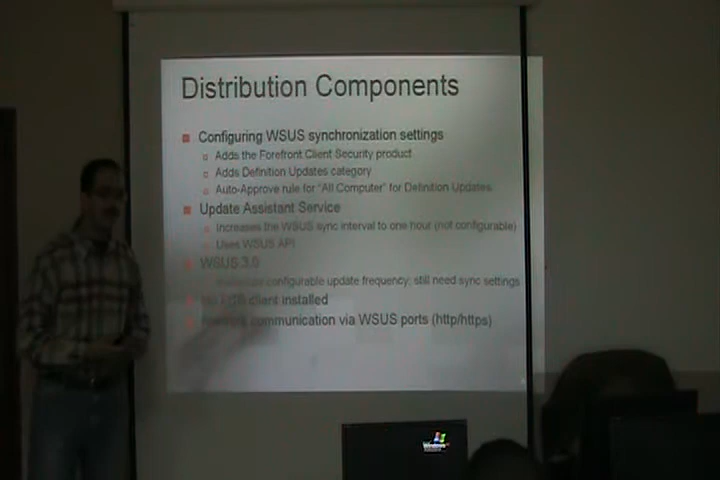 Distribution Components
Configuring WSUS synchronization settings
Adds the Forefront Client Security product
Adds Definition Updates category
Auto-Approve rule for "All Computer" for Definition Updates
Update Assistant Service
Increases the WSUS sync interval to one hour (not configurable)
Uses WSUS API
WSUS 3.0
configurable update frequency; still need sync settings
client installed
communication via WSUS ports (http/https)
Windows